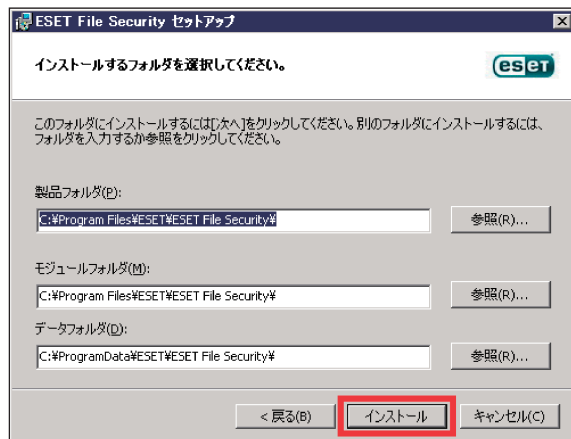 ESET File Security セットアップ
インストールするフォルダを選択してください。
eseT
このフォルダにインストールするには[次へ]をクリックしてください。別のフォルダにインストールするには、
フォルダを入力するか参照をクリックしてください。
製品フォルダ(P):
C:¥Program Files¥ESET¥ESET File Security¥
参照(R)...
モジュールフォルダ(M):
C:¥Program Files¥ESET¥ESET File Security¥
参照(R)...
データフォルダ(D):
C:¥ProgramData¥ESET¥ESET File Security¥
参照(R)...
< 戻る(B)
インストール
キャンセル(C)